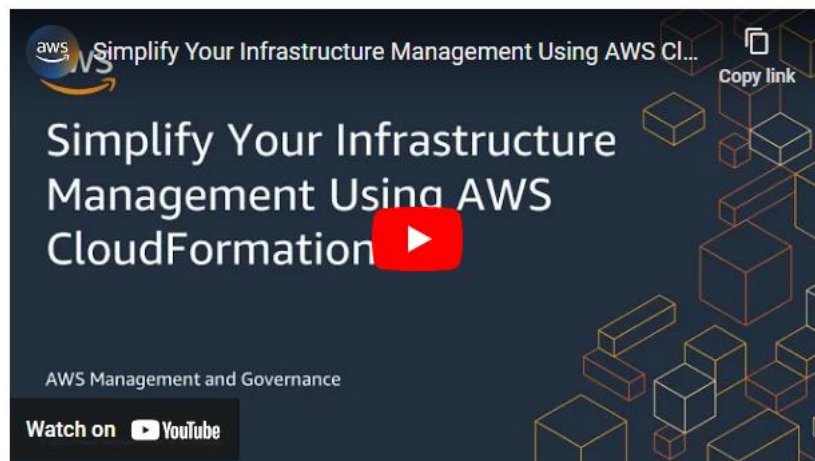 aws
Simplify Your Infrastructure Management Using AWS Cl...
Copy link
aws
Simplify Your Infrastructure
Management Using AWS
CloudFormation
AWS Management and Governance
Watch on YouTube